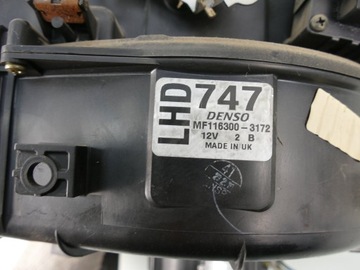 LHD
747
DENSO
MF116300-3172
12V 2 B
MADE IN UK